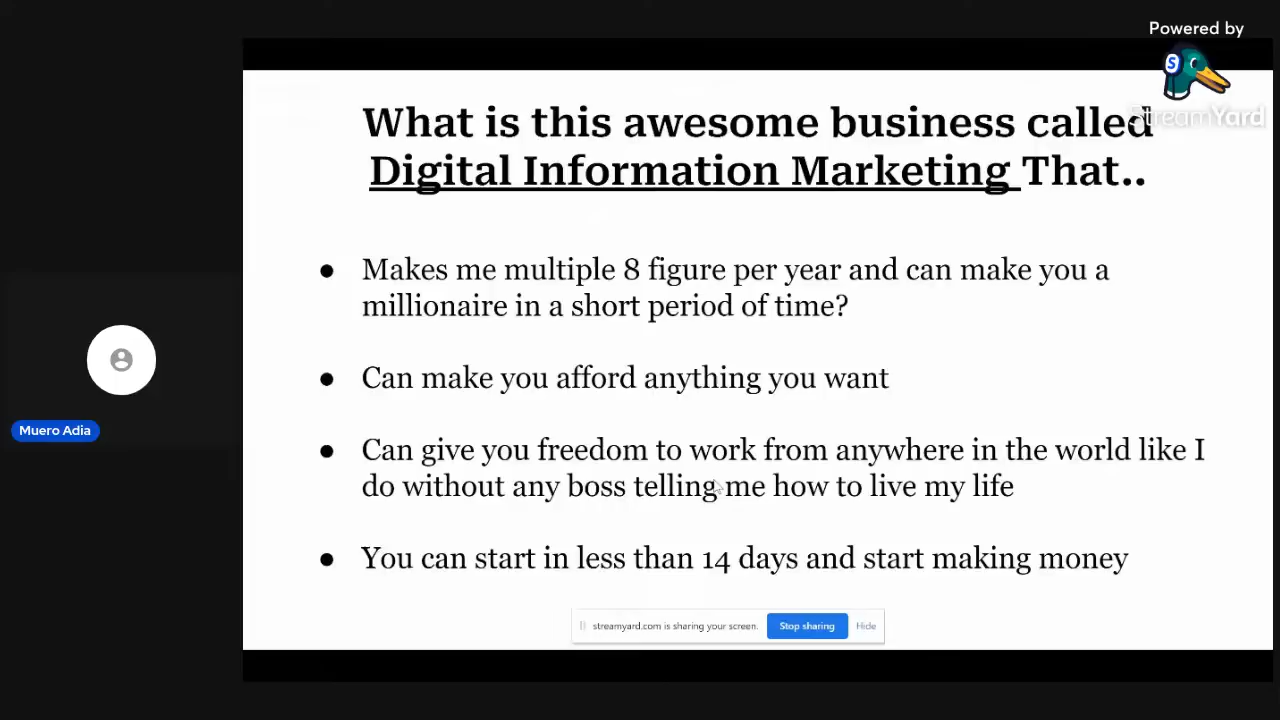 Powered by
StreamYard
What is this awesome business called
Digital Information Marketing That..
● Makes me multiple 8 figure per year and can make you a
millionaire in a short period of time?
● Can make you afford anything you want
● Can give you freedom to work from anywhere in the world like I
do without any boss telling me how to live my life
● You can start in less than 14 days and start making money
Muero Adia
streamyard.com is sharing your screen. Stop sharing Hide